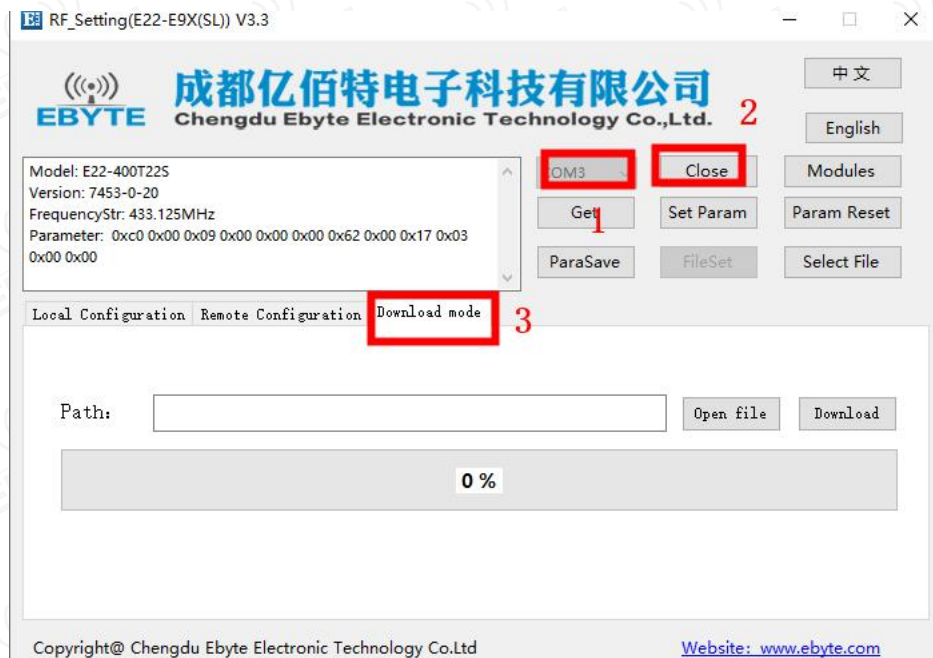 RF_Setting(E22-E9X(SL)) V3.3
中文
EBYTE
成都亿佰特电子科技有限公司
Chengdu Ebyte Electronic Technology Co.,Ltd.
2
English
Model: E22-400T22S
Version: 7453-0-20
FrequencyStr: 433.125MHz
Parameter: 0xc0 0x00 0x09 0x00 0x00 0x00 0x62 0x00 0x17 0x03
0x00 0x00
COM3
Close
Modules
Get
1
Set Param
Param Reset
ParaSave
FileSet
Select File
Local Configuration
Remote Configuration
Download mode
3
Path:
Open file
Download
0 %
Copyright@ Chengdu Ebyte Electronic Technology Co.Ltd
Website: www.ebyte.com